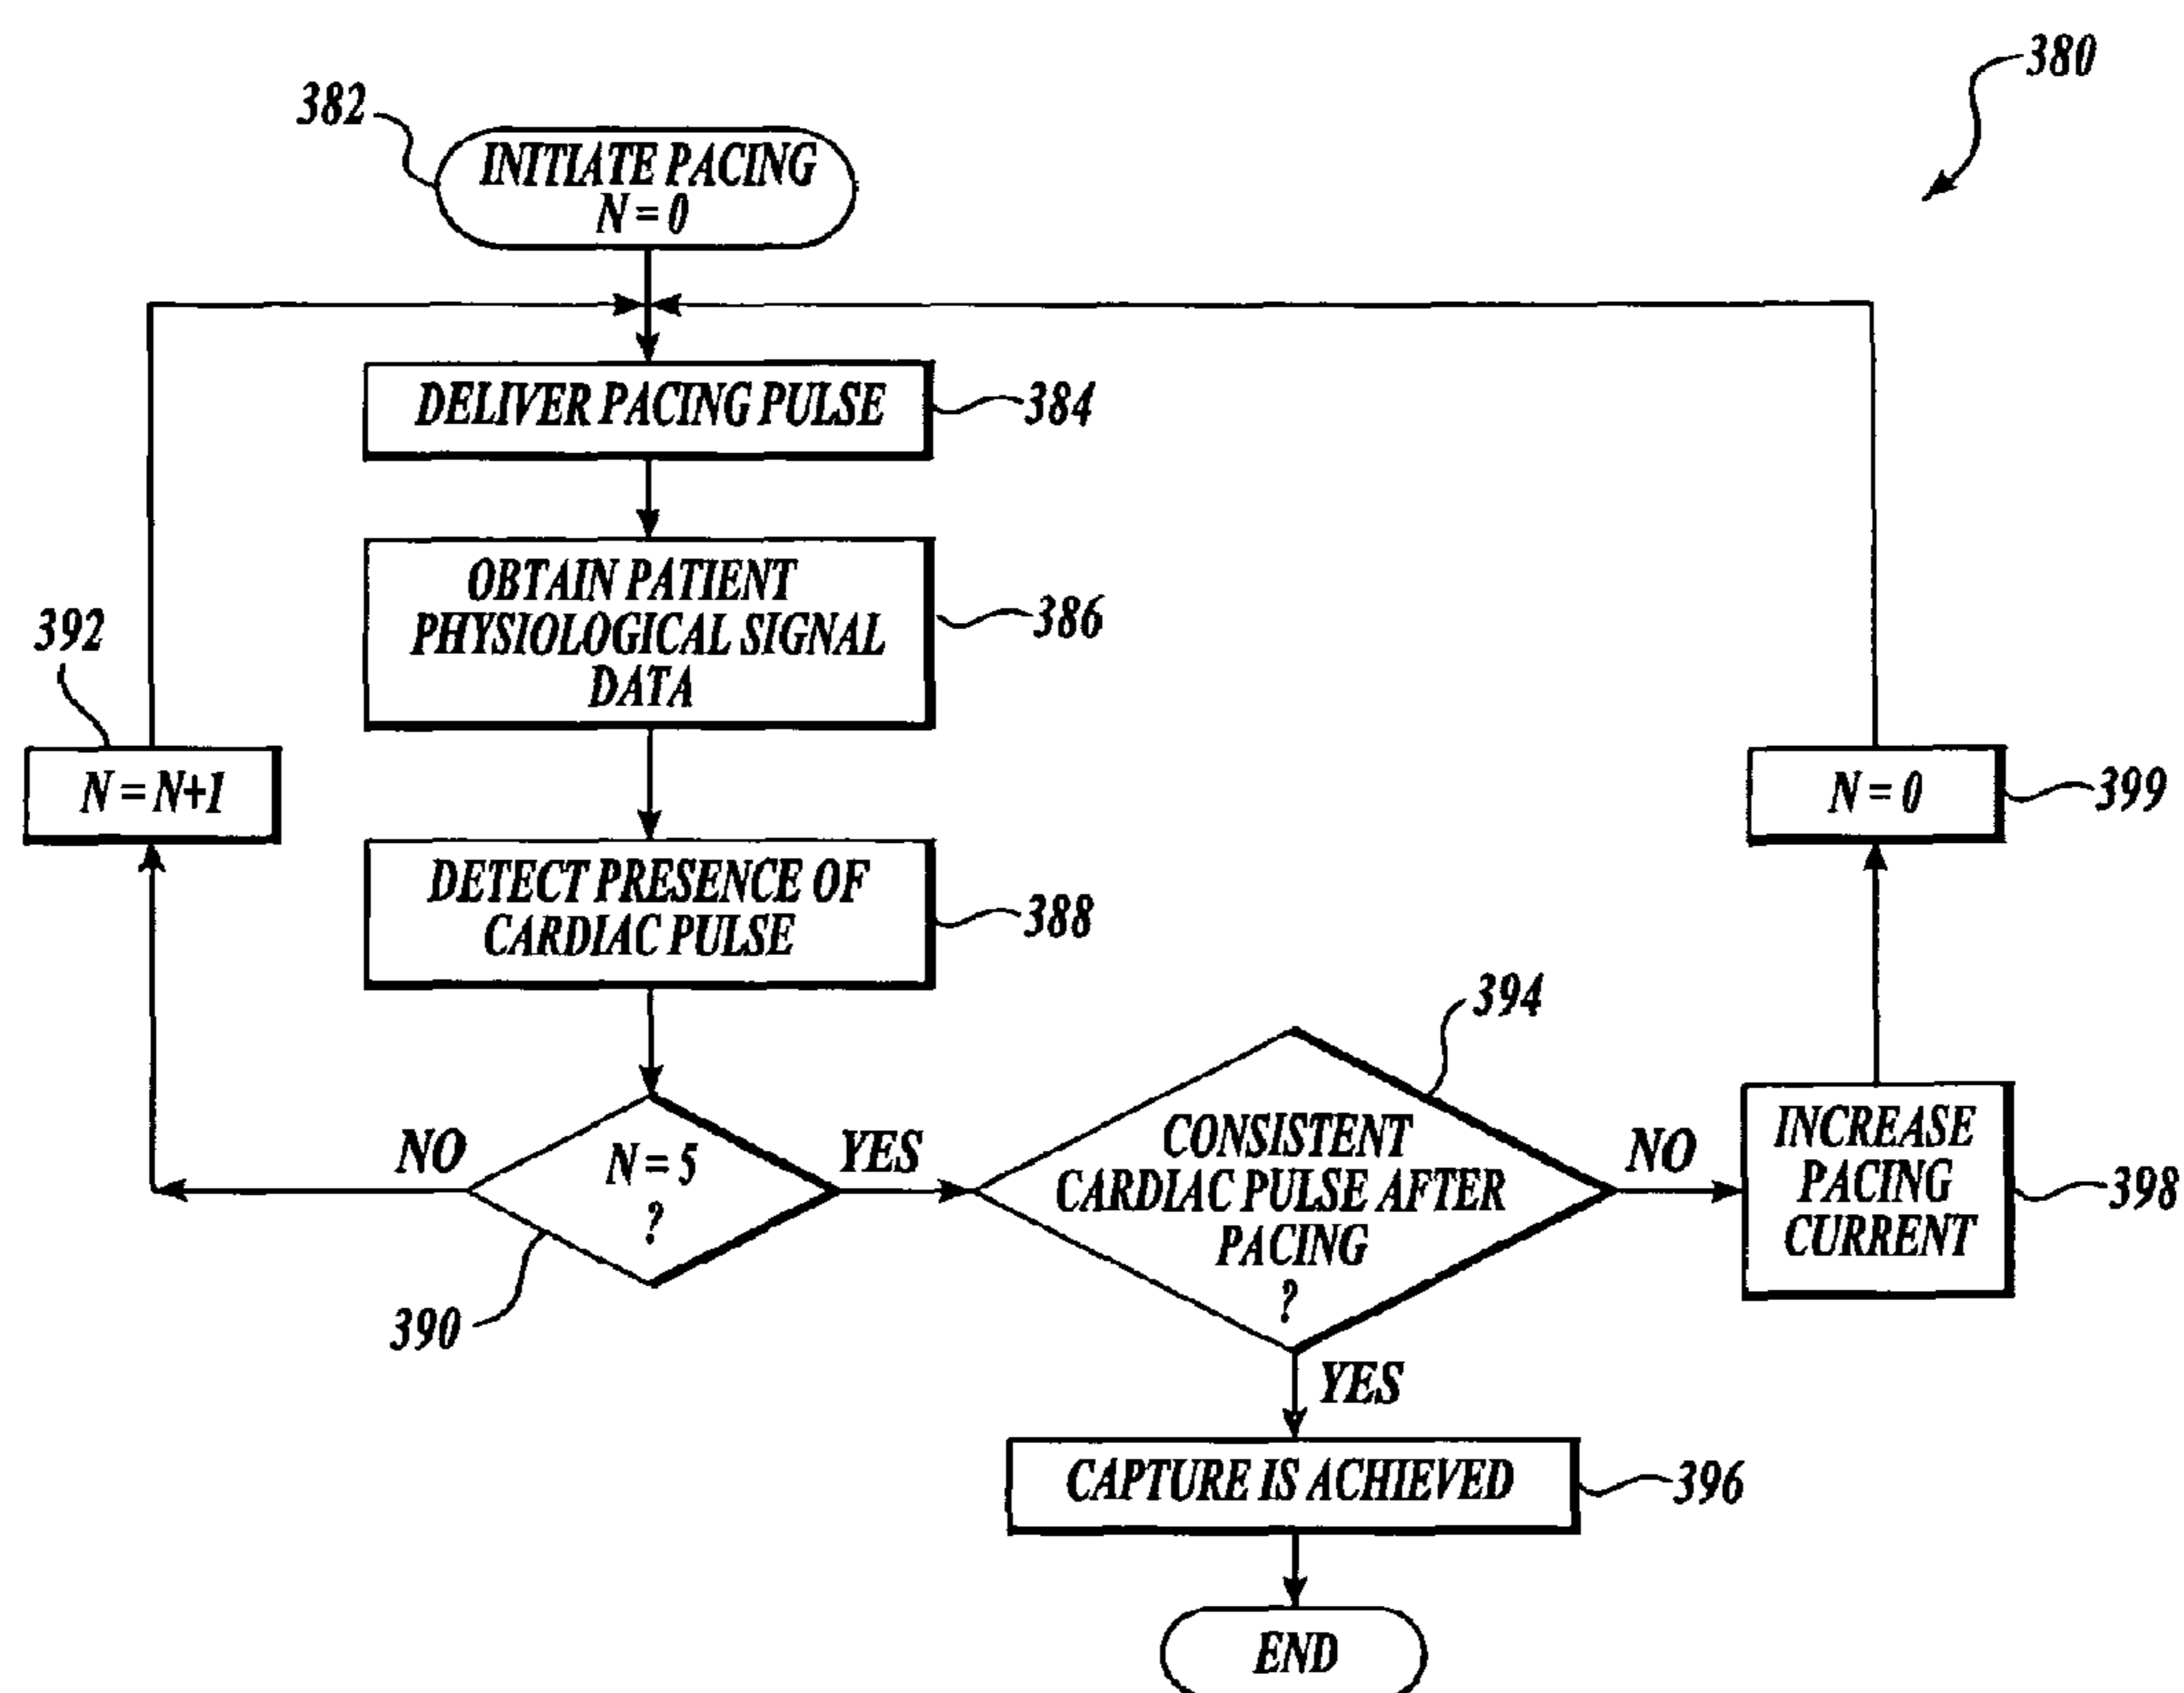 380
382
INITIATE PACING
N = 0
DELIVER PACING PULSE
384
OBTAIN PATIENT
PHYSIOLOGICAL SIGNAL
DATA
386
392
N = N+1
N = 0
399
DETECT PRESENCE OF
CARDIAC PULSE
388
394
NO
N = 5
?
YES
390
CONSISTENT
CARDIAC PULSE AFTER
PACING
?
NO
INCREASE
PACING
CURRENT
398
YES
CAPTURE IS ACHIEVED
396
END